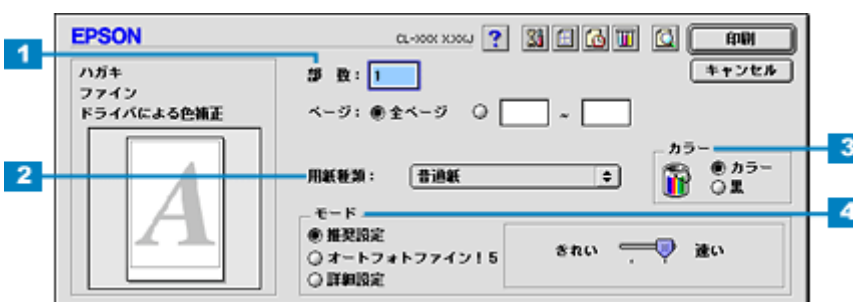 EPSON
CL-XXX XJXXJ
?
印刷
キャンセル
1
ハガキ
ファイン
ドライバによる色補正
A
部 数：
1
ページ：
全ページ
～
2
用紙種類：
普通紙
カラー
カラー
黒
3
モード
推奨設定
オートフォトファイン！5
詳細設定
きれい
速い
4